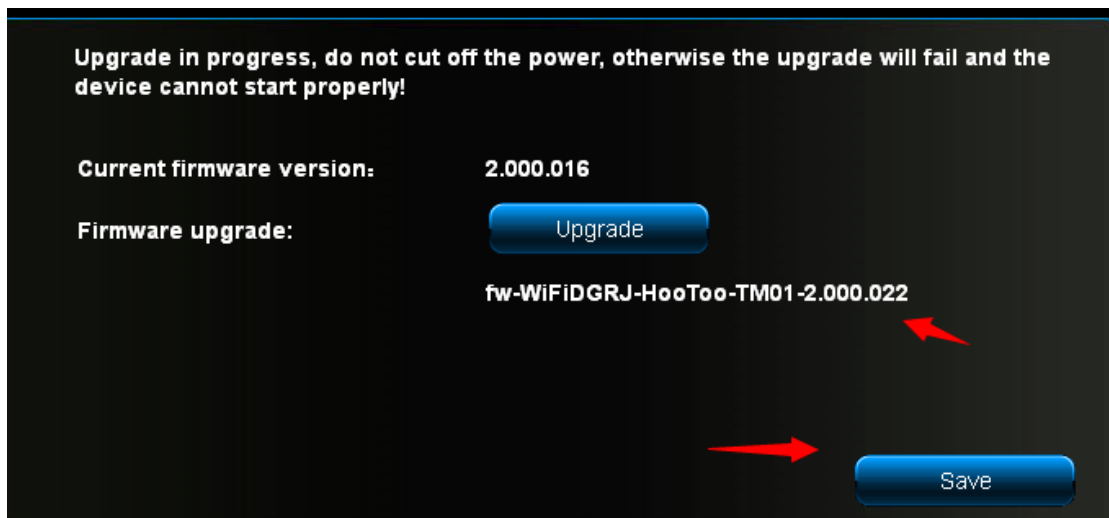 Upgrade in progress, do not cut off the power, otherwise the upgrade will fail and the
device cannot start properly!
Current firmware version: 2.000.016
Firmware upgrade: Upgrade
fw-WiFiDGRJ-HooToo-TM01-2.000.022
Save